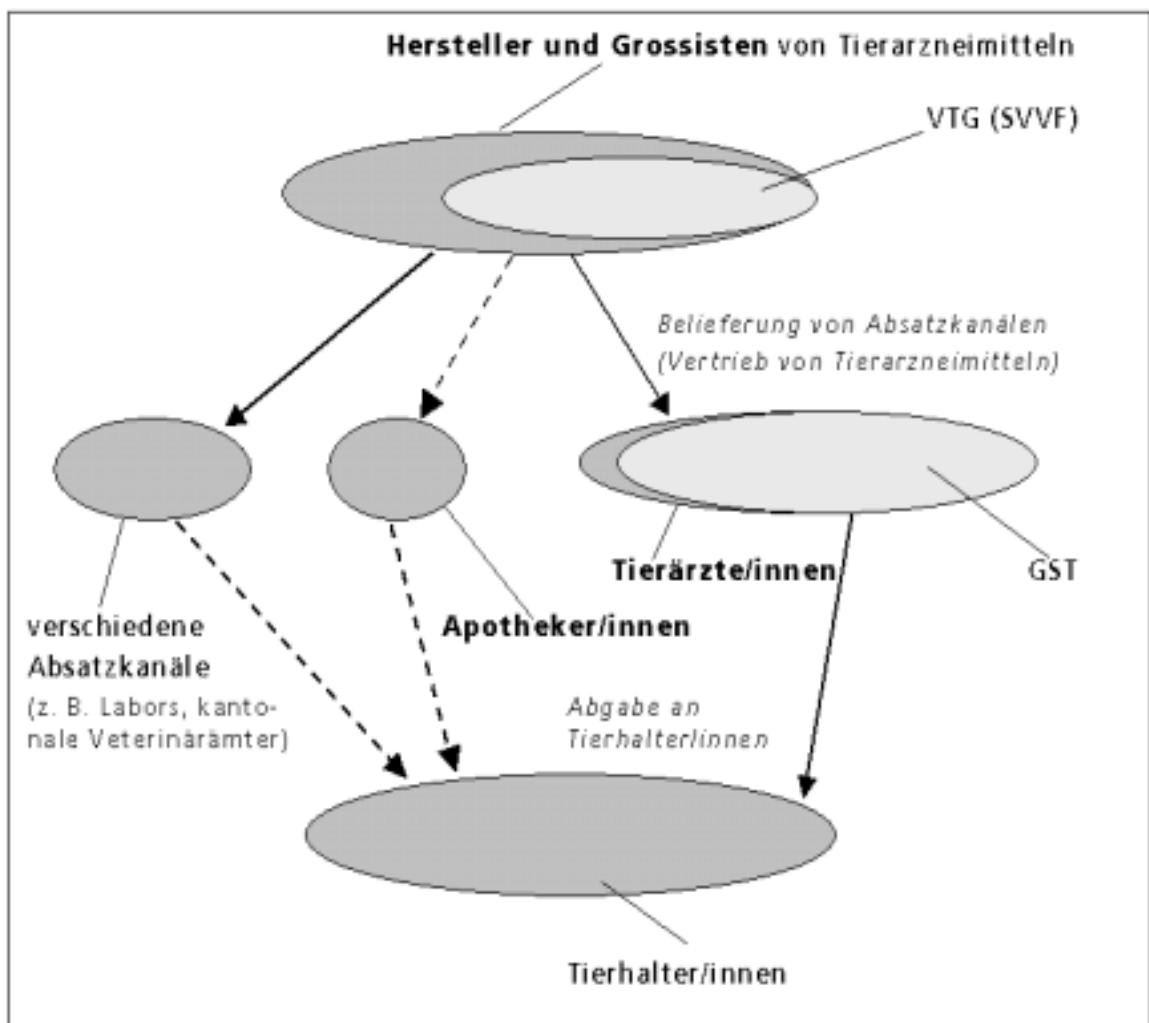 Hersteller und Grossisten von Tierarzneimitteln
VTG (SVVF)
Belieferung von Absatzkanälen
(Vertrieb von Tierarzneimitteln)
Tierärzte/innen
GST
verschiedene
Absatzkanäle
(z. B. Labors, kanto-
nale Veterinärämter)
Apotheker/innen
Abgabe an
Tierhalter/innen
Tierhalter/innen